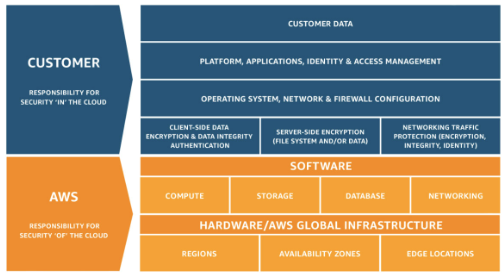 CUSTOMER
RESPONSIBILITY FOR
SECURITY 'IN' THE CLOUD
CUSTOMER DATA
PLATFORM, APPLICATIONS, IDENTITY & ACCESS MANAGEMENT
OPERATING SYSTEM, NETWORK & FIREWALL CONFIGURATION
CLIENT-SIDE DATA
ENCRYPTION & DATA INTEGRITY
AUTHENTICATION
SERVER-SIDE ENCRYPTION
(FILE SYSTEM AND/OR DATA)
NETWORKING TRAFFIC
PROTECTION (ENCRYPTION,
INTEGRITY, IDENTITY)
AWS
RESPONSIBILITY FOR
SECURITY 'OF' THE CLOUD
SOFTWARE
COMPUTE
STORAGE
DATABASE
NETWORKING
HARDWARE/AWS GLOBAL INFRASTRUCTURE
REGIONS
AVAILABILITY ZONES
EDGE LOCATIONS